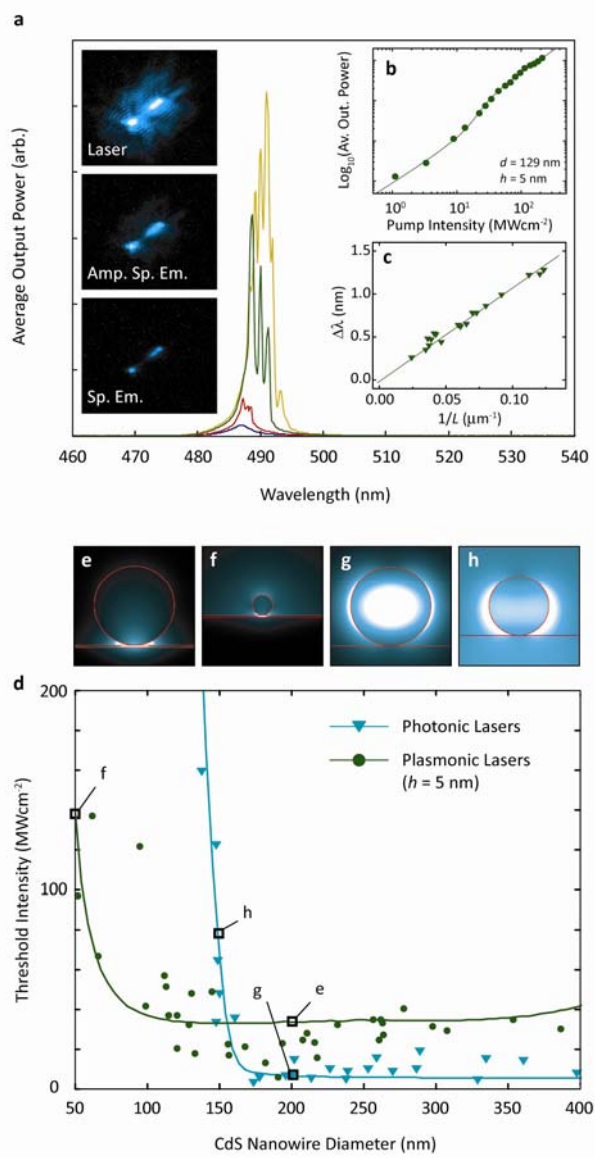 a
Average Output Power (arb.)
Laser
Amp. Sp. Em.
Sp. Em.
460 470 480 490 500 510 520 530 540
Wavelength (nm)
b
Log10(Av. Out. Power)
d = 129 nm
h = 5 nm
10⁰ 10¹ 10²
Pump Intensity (MWcm⁻²)
c
Δλ (nm)
1.5
1.0
0.5
0.0
0.00 0.05 0.10
1/L (μm⁻¹)
e f g h
d
Threshold Intensity (MWcm⁻²)
200
100
0
Photonic Lasers
Plasmonic Lasers
(h = 5 nm)
f
h
g
e
50 100 150 200 250 300 350 400
CdS Nanowire Diameter (nm)